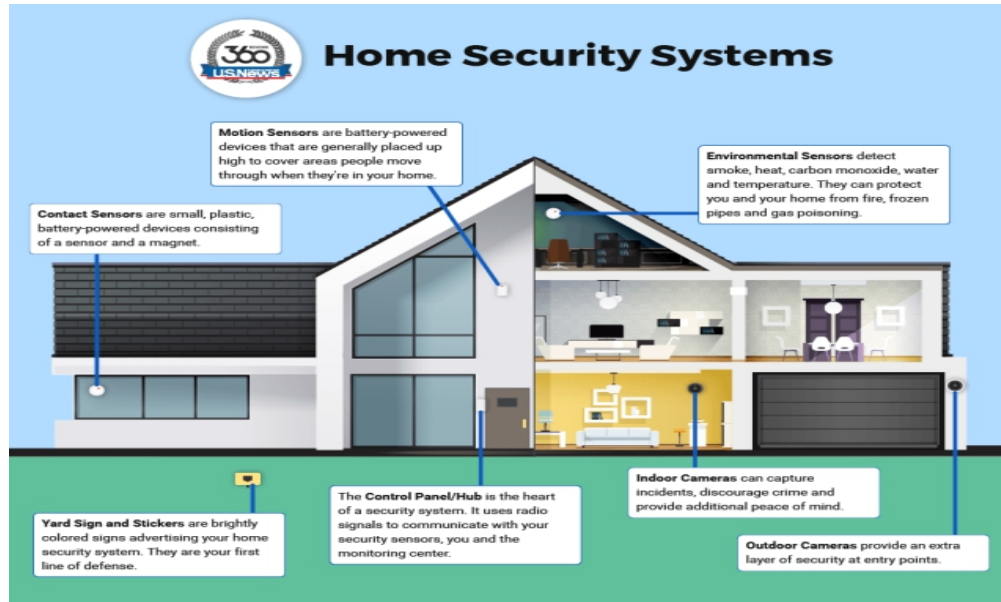 360
U.S.News
Home Security Systems
Motion Sensors are battery-powered
devices that are generally placed up
high to cover areas people move
through when they're in your home.
Environmental Sensors detect
smoke, heat, carbon monoxide, water
and temperature. They can protect
you and your home from fire, frozen
pipes and gas poisoning.
Contact Sensors are small, plastic,
battery-powered devices consisting
of a sensor and a magnet.
Indoor Cameras can capture
incidents, discourage crime and
provide additional peace of mind.
The Control Panel/Hub is the heart
of a security system. It uses radio
signals to communicate with your
security sensors, you and the
monitoring center.
Yard Sign and Stickers are brightly
colored signs advertising your home
security system. They are your first
line of defense.
Outdoor Cameras provide an extra
layer of security at entry points.